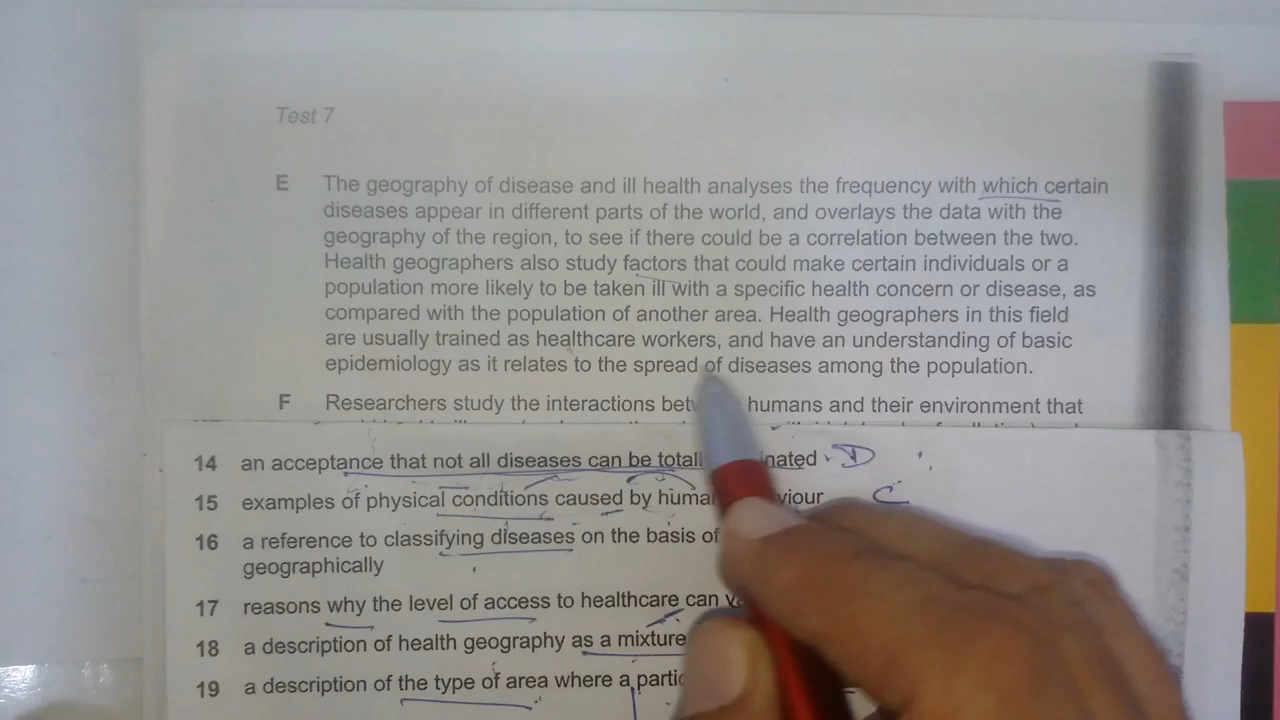 Test 7
E The geography of disease and ill health analyses the frequency with which certain
diseases appear in different parts of the world, and overlays the data with the
geography of the region, to see if there could be a correlation between the two.
Health geographers also study factors that could make certain individuals or a
population more likely to be taken ill with a specific health concern or disease, as
compared with the population of another area. Health geographers in this field
are usually trained as healthcare workers, and have an understanding of basic
epidemiology as it relates to the spread of diseases among the population.
F Researchers study the interactions humans and their environment that
14 an acceptance that not all diseases can be D
15 examples of physical conditions caused by C
16 a reference to classifying diseases on the basis of
geographically
17 reasons why the level of access to healthcare can
18 a description of health geography as a mixture
19 a description of the type of area where a